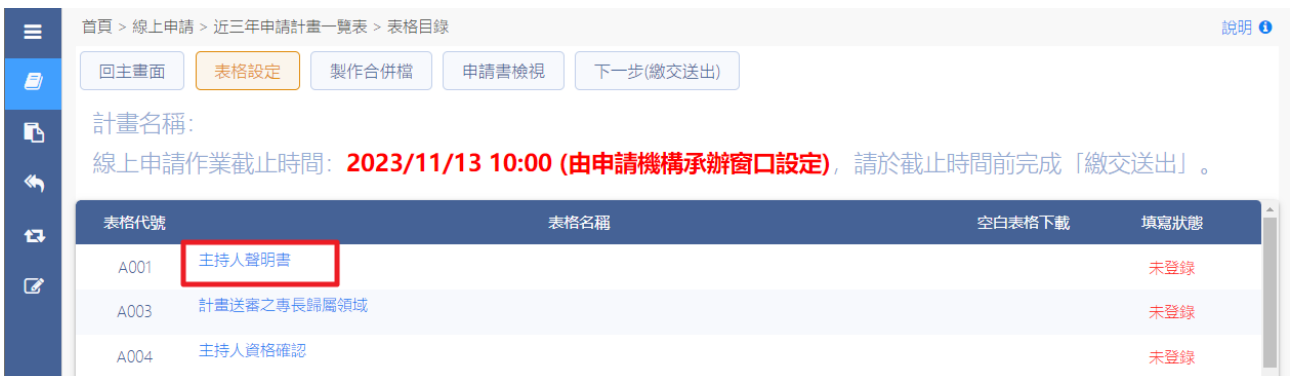 首頁 > 線上申請 > 近三年申請計畫一覽表 > 表格目錄 說明
回主畫面 表格設定 製作合併檔 申請書檢視 下一步(繳交送出)
計畫名稱:
線上申請作業截止時間: 2023/11/13 10:00 (由申請機構承辦窗口設定), 請於截止時間前完成「繳交送出」。
表格代號 表格名稱 空白表格下載 填寫狀態
A001 主持人聲明書 未登錄
A003 計畫送審之專長歸屬領域 未登錄
A004 主持人資格確認 未登錄